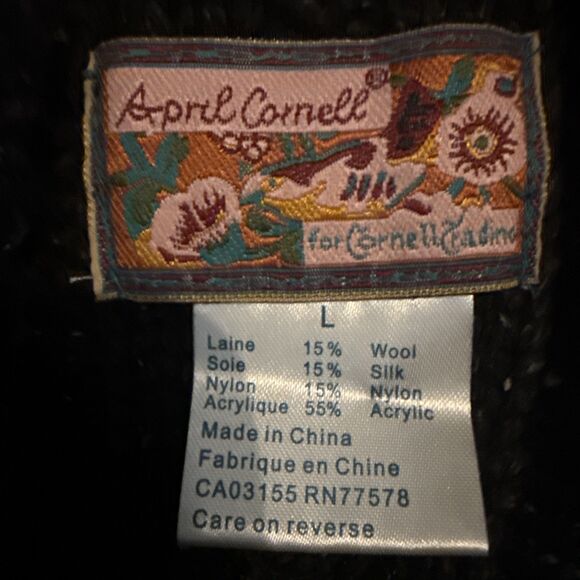 April Cornell
for Cornell Trading
L
Laine 15% Wool
Soie 15% Silk
Nylon 15% Nylon
Acrylique 55% Acrylic
Made in China
Fabrique en Chine
CA03155 RN77578
Care on reverse